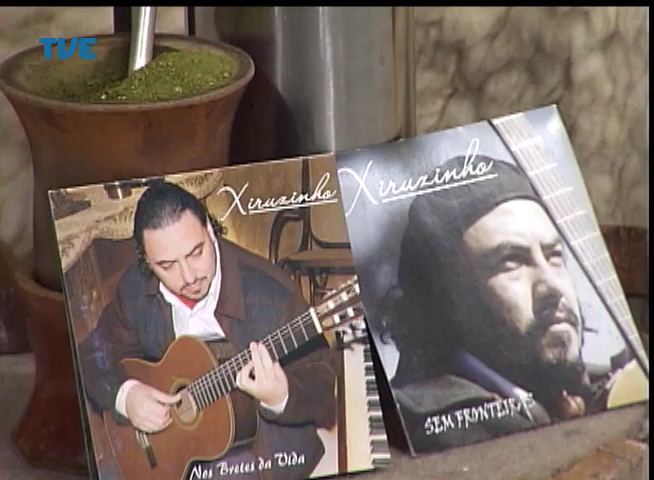 TVE
Xiruzinho
Nos Bretes da Vida
Xiruzinho
SEM FRONTEIRAS